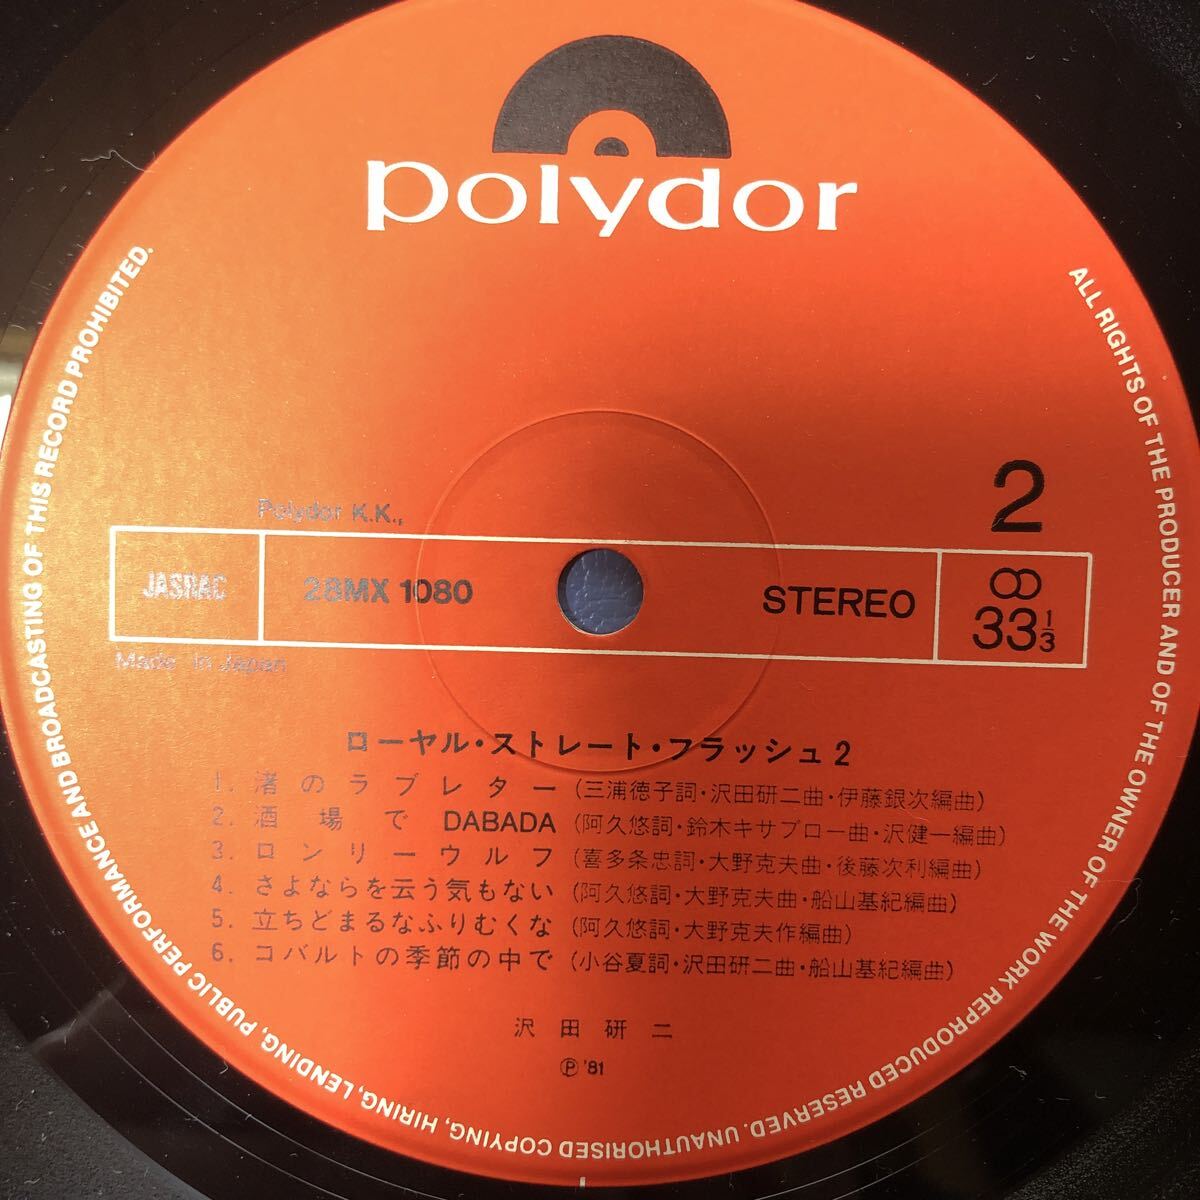 polydor
2
Polydor K.K.,
JASRAC
28MX 1080
STEREO
33 1/3
Made in Japan
ローヤル・ストレート・フラッシュ2
1. 渚のラブレター (三浦徳子詞・沢田研二曲・伊藤銀次編曲)
2. 酒場で DABADA (阿久悠詞・鈴木キサブロー曲・沢健一編曲)
3. ロンリーウルフ (喜多条忠詞・大野克夫曲・後藤次利編曲)
4. さよならを云う気もない (阿久悠詞・大野克夫曲・船山基紀編曲)
5. 立ちどまるなふりむくな (阿久悠詞・大野克夫作編曲)
6. コバルトの季節の中で (小谷夏詞・沢田研二曲・船山基紀編曲)
沢田研二
Ⓟ '81
ALL RIGHTS OF THE PRODUCER AND OF THE OWNER OF THE WORK REPRODUCED RESERVED. UNAUTHORISED COPYING, HIRING, LENDING, PUBLIC PERFORMANCE AND BROADCASTING OF THIS RECORD PROHIBITED.